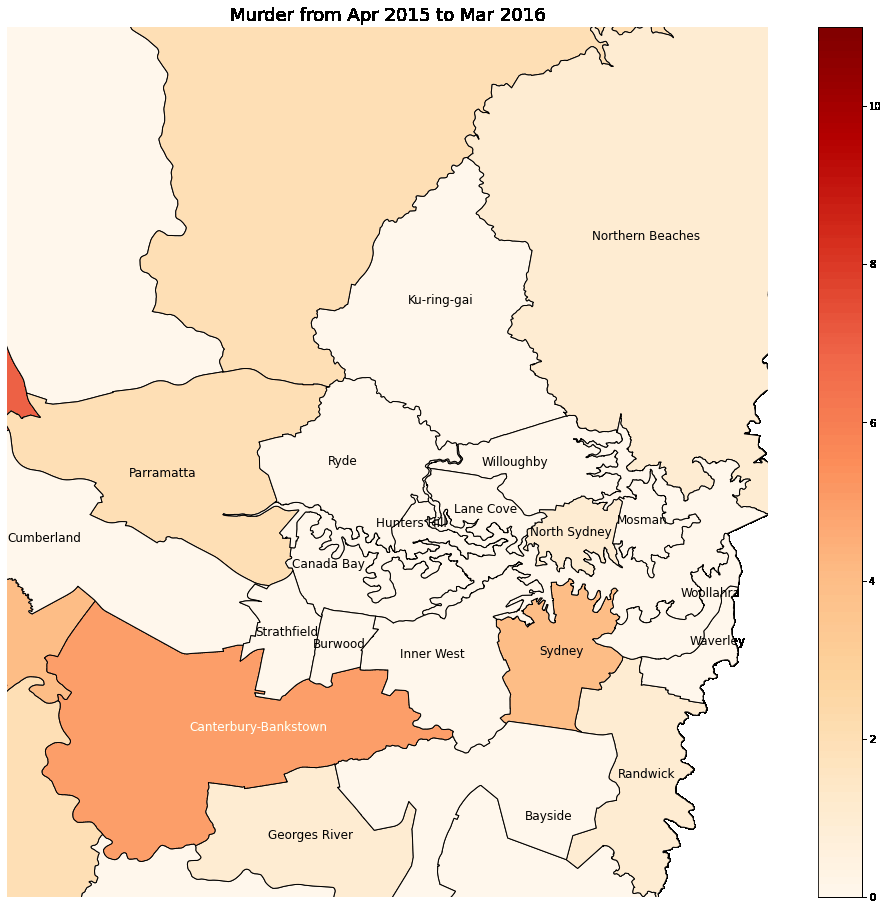 Murder from Apr 2015 to Mar 2016
10
8
6
4
2
0
Northern Beaches
Ku-ring-gai
Ryde
Willoughby
Parramatta
Lane Cove
Hunters Hill
Mosman
North Sydney
Cumberland
Canada Bay
Woollahra
Strathfield
Burwood
Waverley
Inner West
Sydney
Canterbury-Bankstown
Randwick
Bayside
Georges River